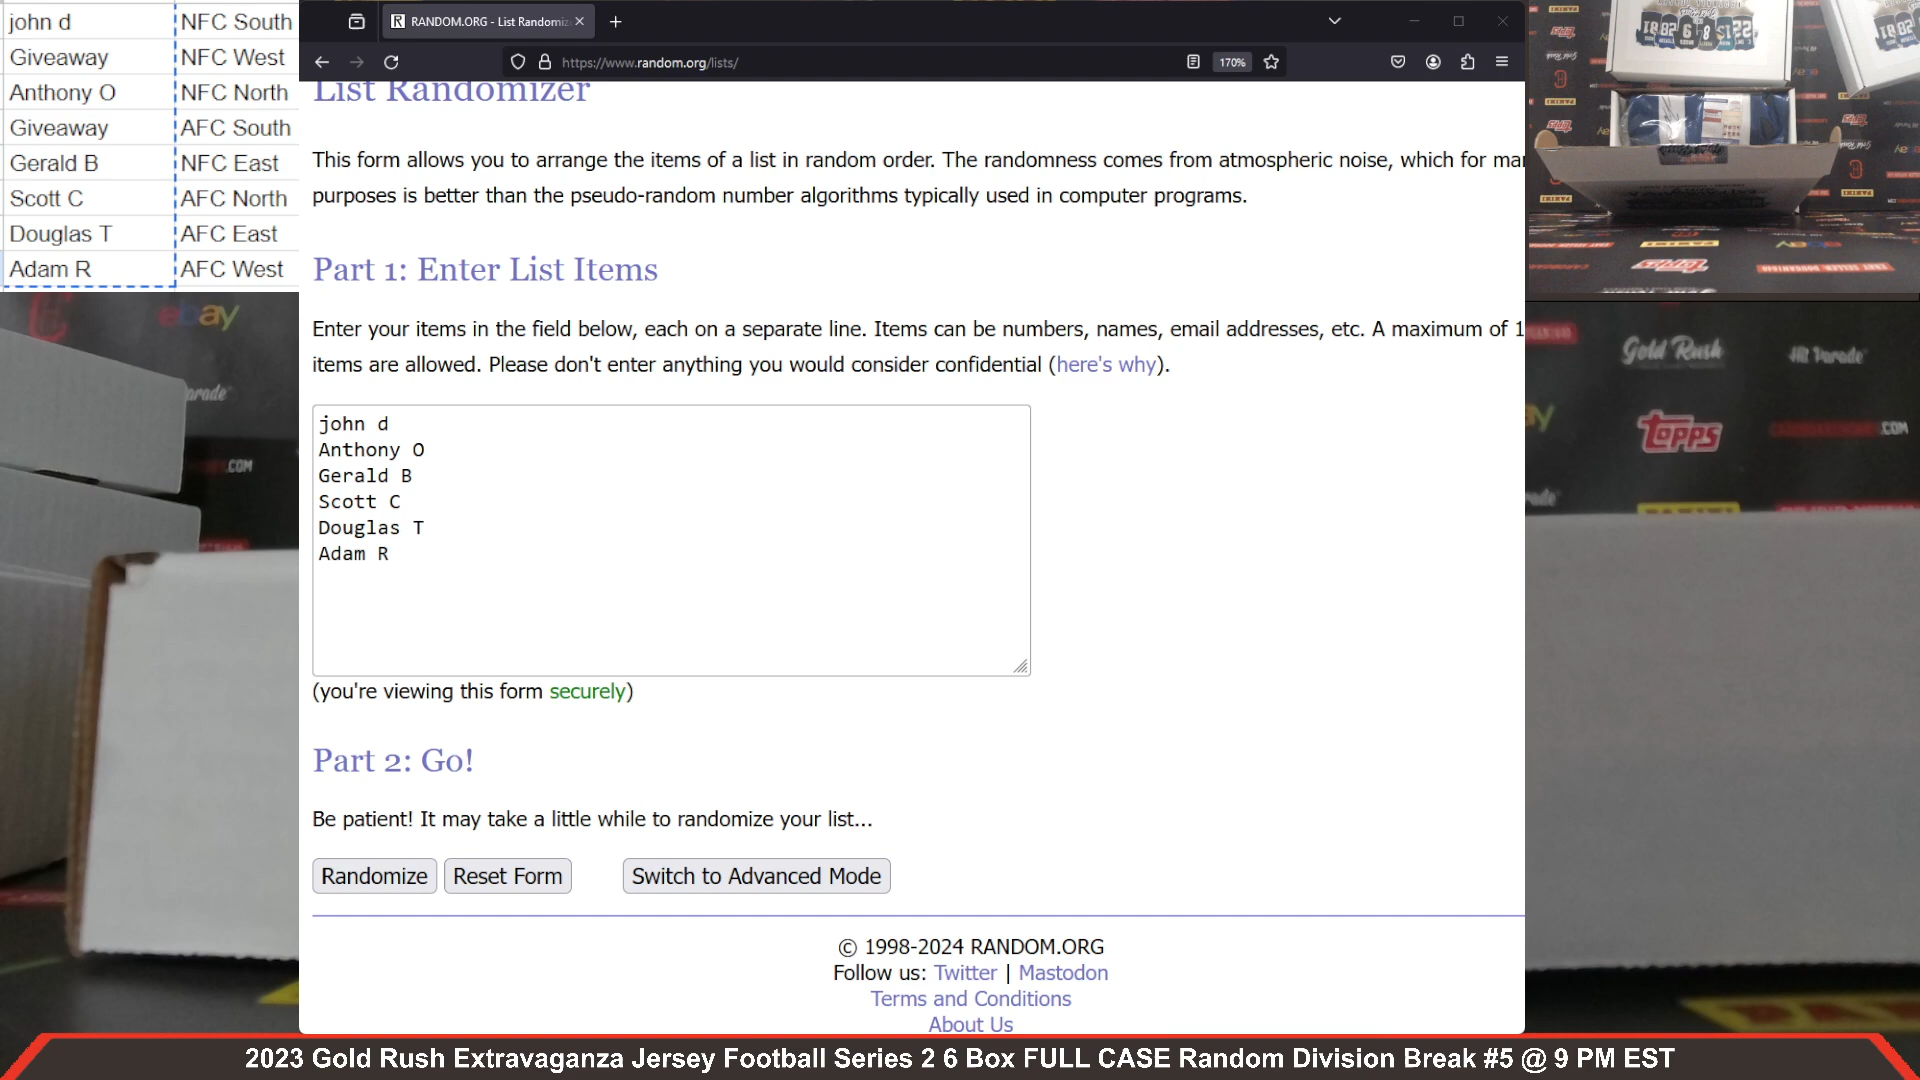 john d NFC South
Giveaway NFC West
Anthony O NFC North
Giveaway AFC South
Gerald B NFC East
Scott C AFC North
Douglas T AFC East
Adam R AFC West
RANDOM.ORG - List Randomiz
https://www.random.org/lists/
170%
List Randomizer
This form allows you to arrange the items of a list in random order. The randomness comes from atmospheric noise, which for mar
purposes is better than the pseudo-random number algorithms typically used in computer programs.
Part 1: Enter List Items
Enter your items in the field below, each on a separate line. Items can be numbers, names, email addresses, etc. A maximum of 1
items are allowed. Please don't enter anything you would consider confidential (here's why).
john d
Anthony O
Gerald B
Scott C
Douglas T
Adam R
(you're viewing this form securely)
Part 2: Go!
Be patient! It may take a little while to randomize your list...
Randomize Reset Form Switch to Advanced Mode
© 1998-2024 RANDOM.ORG
Follow us: Twitter | Mastodon
Terms and Conditions
About Us
ebay
arade
.COM
Gold Rush
Hit Parade
TOPPS
.COM
PANINI
2023 Gold Rush Extravaganza Jersey Football Series 2 6 Box FULL CASE Random Division Break #5 @ 9 PM EST